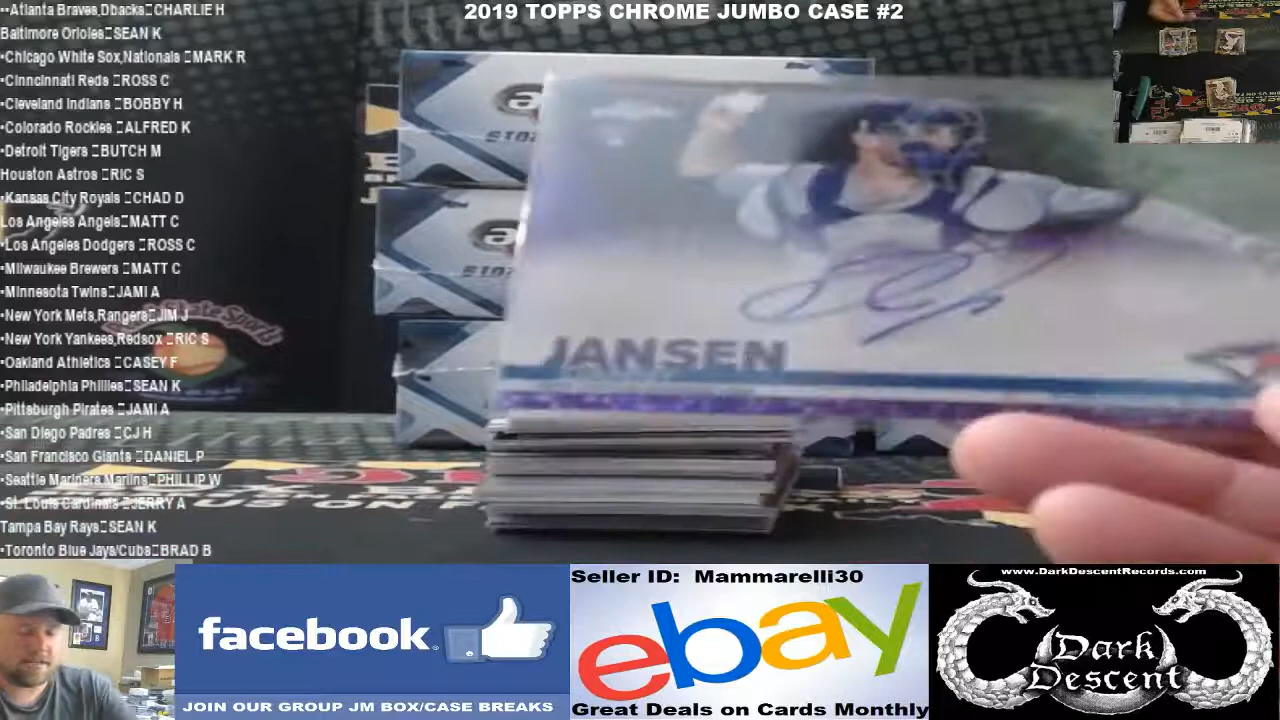 2019 TOPPS CHROME JUMBO CASE #2
••Atlanta Braves,Dbacks CHARLIE H
Baltimore Orioles SEAN K
•Chicago White Sox,Nationals MARK R
•Cinncinnati Reds ROSS C
•Cleveland Indians BOBBY H
•Colorado Rockies ALFRED K
•Detroit Tigers BUTCH M
Houston Astros RIC S
•Kansas City Royals CHAD D
Los Angeles Angels MATT C
•Los Angeles Dodgers ROSS C
•Milwaukee Brewers MATT C
•Minnesota Twins JAMI A
•New York Mets,Rangers JIM J
•New York Yankees,Redsox RIC S
•Oakland Athletics CASEY F
•Philadelphia Phillies SEAN K
•Pittsburgh Pirates JAMI A
•San Diego Padres CJ H
•San Francisco Giants DANIEL P
•Seattle Mariners Marlins PHILLIP W
•St. Louis Cardinals JERRY A
Tampa Bay Rays SEAN K
•Toronto Blue Jays/Cubs BRAD B
JANSEN
facebook
JOIN OUR GROUP JM BOX/CASE BREAKS
Seller ID: Mammarelli30
ebay
Great Deals on Cards Monthly
www.DarkDescentRecords.com
Dark
Descent